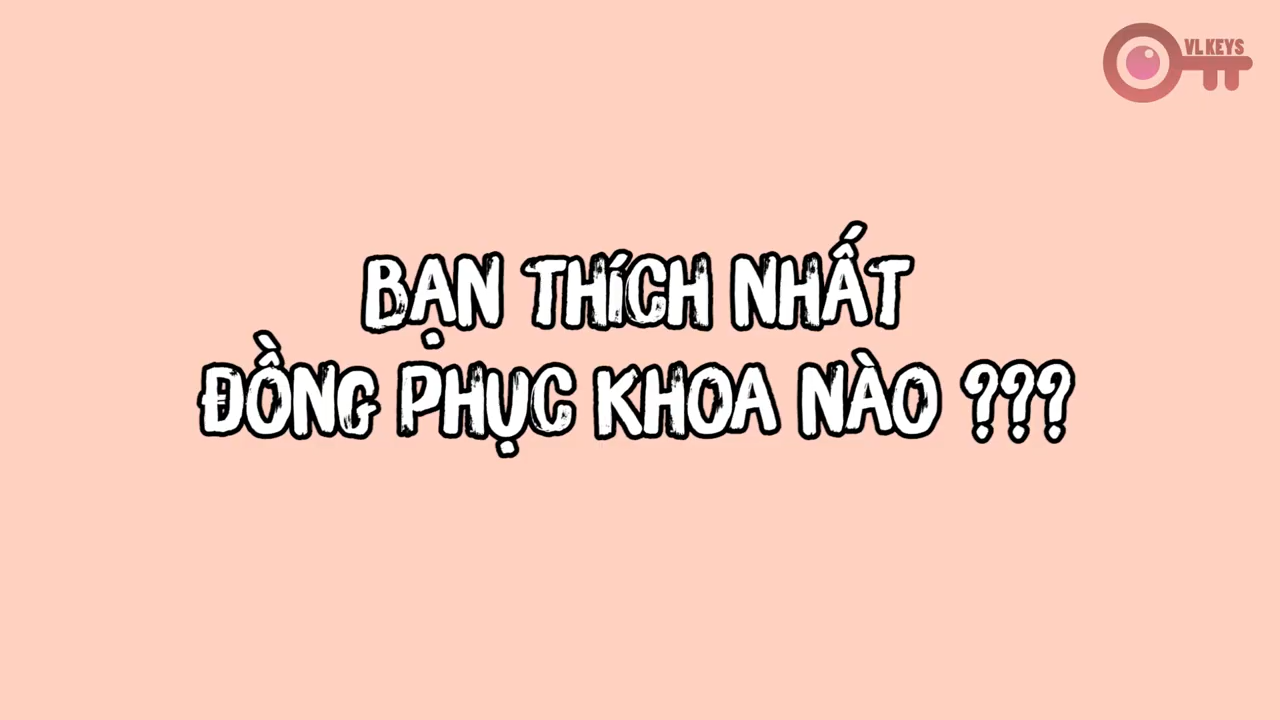 VL KEYS
BẠN THÍCH NHẤT
ĐỒNG PHỤC KHOA NÀO ???